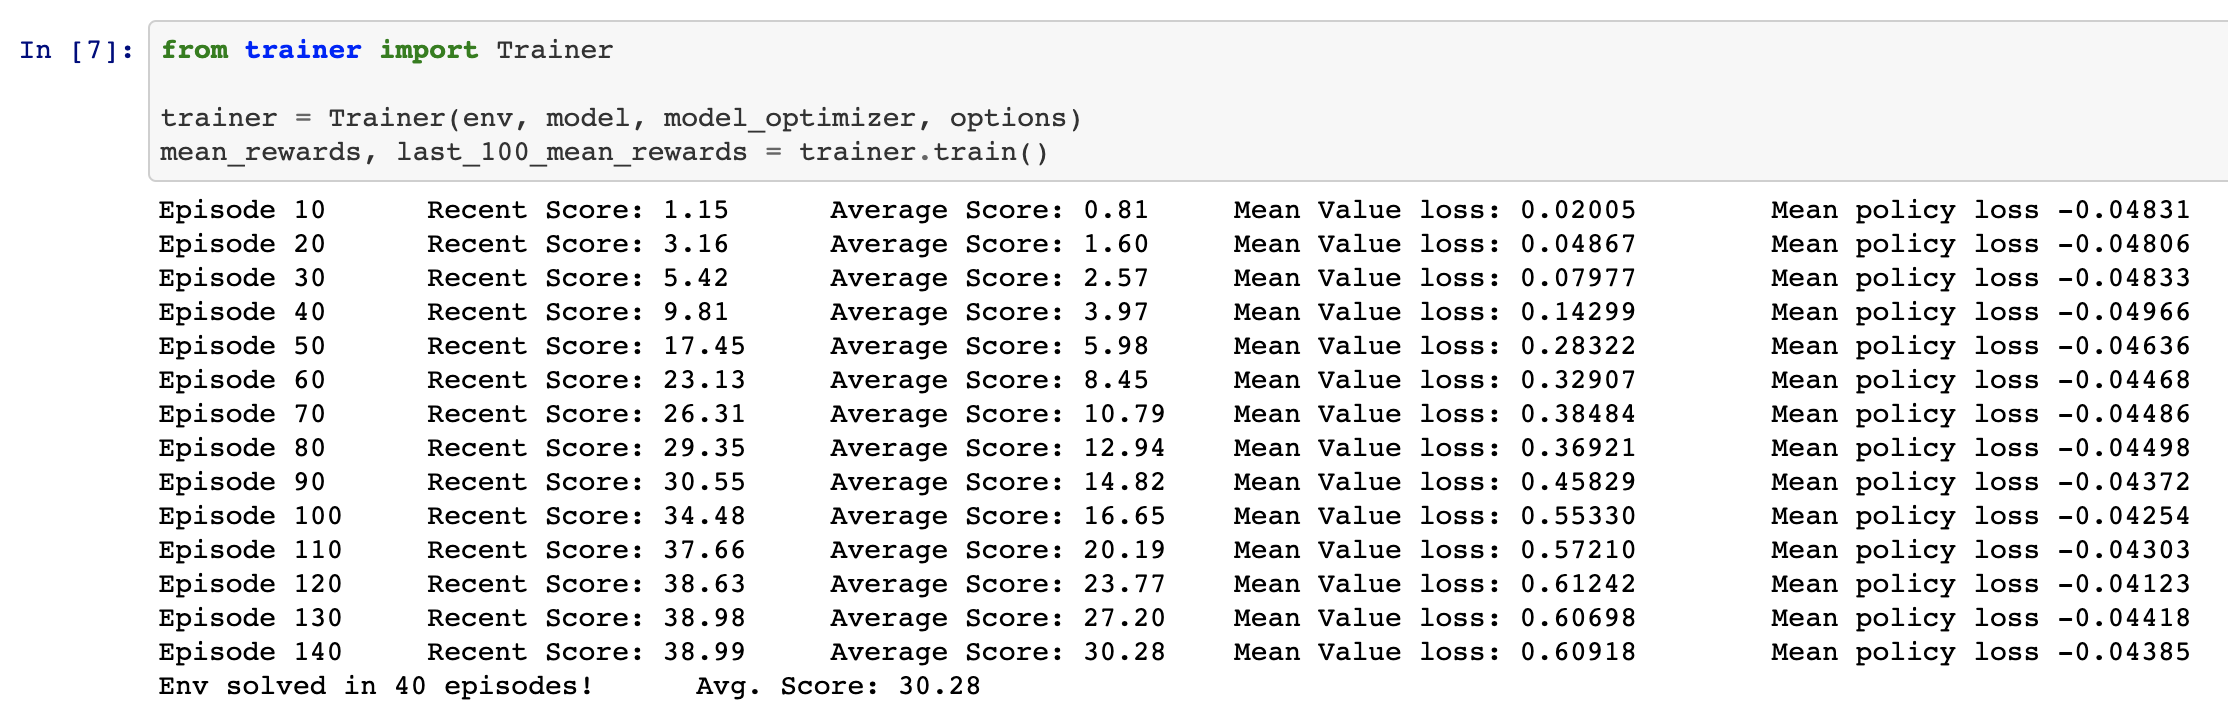 In [7]: from trainer import Trainer
trainer = Trainer(env, model, model_optimizer, options)
mean_rewards, last_100_mean_rewards = trainer.train()
Episode 10 Recent Score: 1.15 Average Score: 0.81 Mean Value loss: 0.02005 Mean policy loss -0.04831
Episode 20 Recent Score: 3.16 Average Score: 1.60 Mean Value loss: 0.04867 Mean policy loss -0.04806
Episode 30 Recent Score: 5.42 Average Score: 2.57 Mean Value loss: 0.07977 Mean policy loss -0.04833
Episode 40 Recent Score: 9.81 Average Score: 3.97 Mean Value loss: 0.14299 Mean policy loss -0.04966
Episode 50 Recent Score: 17.45 Average Score: 5.98 Mean Value loss: 0.28322 Mean policy loss -0.04636
Episode 60 Recent Score: 23.13 Average Score: 8.45 Mean Value loss: 0.32907 Mean policy loss -0.04468
Episode 70 Recent Score: 26.31 Average Score: 10.79 Mean Value loss: 0.38484 Mean policy loss -0.04486
Episode 80 Recent Score: 29.35 Average Score: 12.94 Mean Value loss: 0.36921 Mean policy loss -0.04498
Episode 90 Recent Score: 30.55 Average Score: 14.82 Mean Value loss: 0.45829 Mean policy loss -0.04372
Episode 100 Recent Score: 34.48 Average Score: 16.65 Mean Value loss: 0.55330 Mean policy loss -0.04254
Episode 110 Recent Score: 37.66 Average Score: 20.19 Mean Value loss: 0.57210 Mean policy loss -0.04303
Episode 120 Recent Score: 38.63 Average Score: 23.77 Mean Value loss: 0.61242 Mean policy loss -0.04123
Episode 130 Recent Score: 38.98 Average Score: 27.20 Mean Value loss: 0.60698 Mean policy loss -0.04418
Episode 140 Recent Score: 38.99 Average Score: 30.28 Mean Value loss: 0.60918 Mean policy loss -0.04385
Env solved in 40 episodes! Avg. Score: 30.28